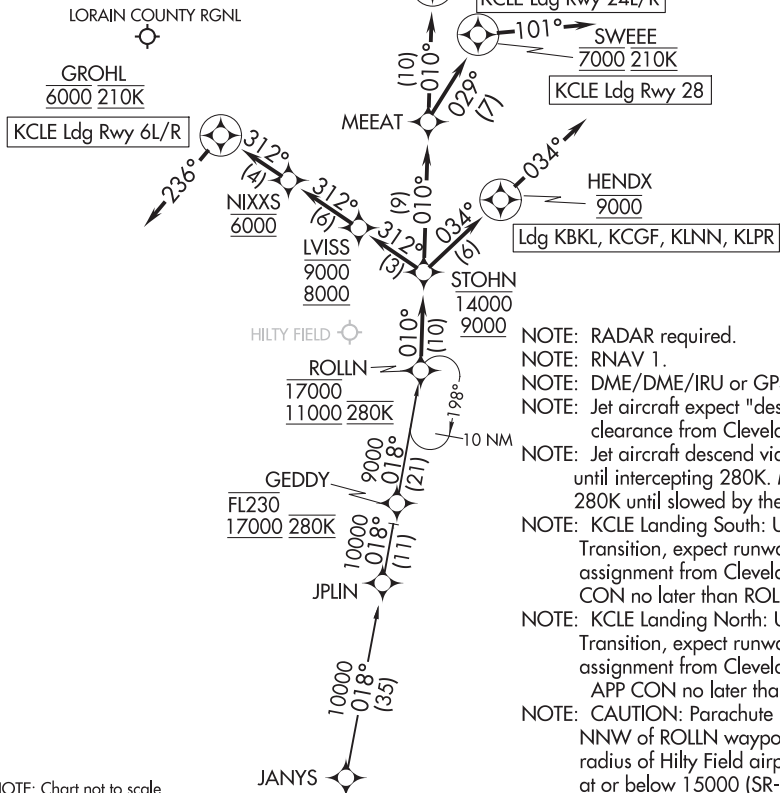 KCLE Ldg Rwy 24L/R
LORAIN COUNTY RGNL
101°
SWEEE
7000 210K
KCLE Ldg Rwy 28
(10)
010°
029°
(7)
GROHL
6000 210K
KCLE Ldg Rwy 6L/R
MEEAT
236°
312°
(4)
NIXXS
6000
312°
(6)
LVISS
9000
8000
312°
(3)
(9)
010°
034°
(6)
034°
HENDX
9000
Ldg KBKL, KCGF, KLNN, KLPR
STOHN
14000
9000
HILTY FIELD
010°
(10)
ROLLN
17000
11000 280K
198°
10 NM
9000
018°
(21)
GEDDY
FL230
17000 280K
10000
018°
(11)
JPLIN
10000
018°
(35)
JANYS
NOTE: RADAR required.
NOTE: RNAV 1.
NOTE: DME/DME/IRU or GP
NOTE: Jet aircraft expect "des
clearance from Clevela
NOTE: Jet aircraft descend via
until intercepting 280K.
280K until slowed by the
NOTE: KCLE Landing South: U
Transition, expect runwa
assignment from Clevela
CON no later than ROL
NOTE: KCLE Landing North: U
Transition, expect runwa
assignment from Clevela
APP CON no later tha
NOTE: CAUTION: Parachute
NNW of ROLLN waypo
radius of Hilty Field airp
at or below 15000 (SR-
OTE: Chart not to scale